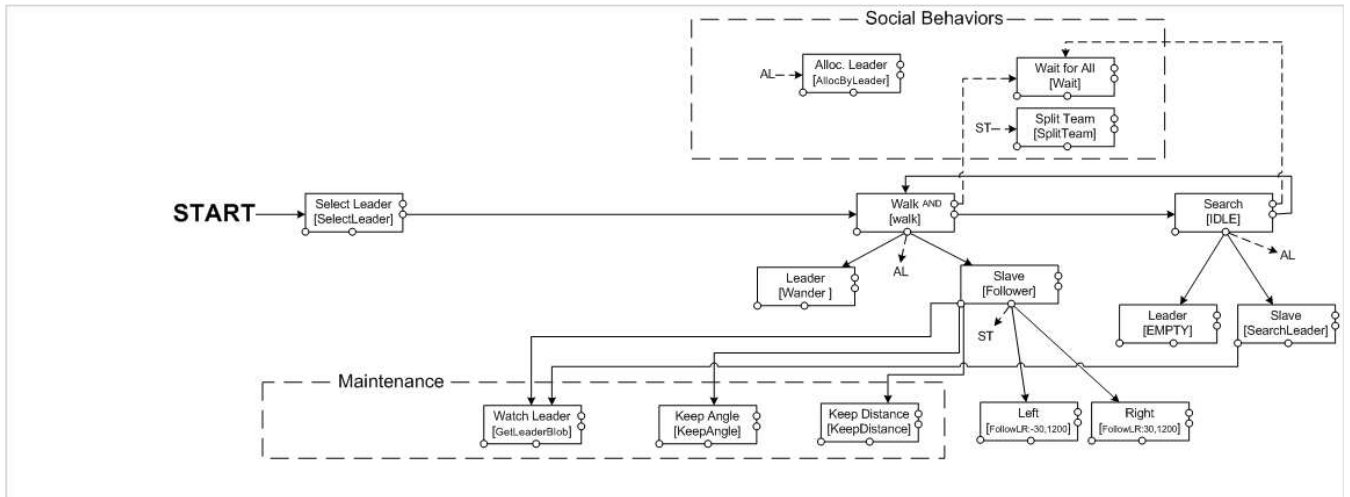 Social Behaviors
Alloc. Leader
[AllocByLeader]
AL
Wait for All
[Wait]
Split Team
[SplitTeam]
ST
START
Select Leader
[SelectLeader]
Walk AND
[walk]
Search
[IDLE]
AL
AL
Leader
[Wander ]
Slave
[Follower]
ST
Leader
[EMPTY]
Slave
[SearchLeader]
Maintenance
Watch Leader
[GetLeaderBlob]
Keep Angle
[KeepAngle]
Keep Distance
[KeepDistance]
Left
[FollowLR:-30,1200]
Right
[FollowLR:30,1200]